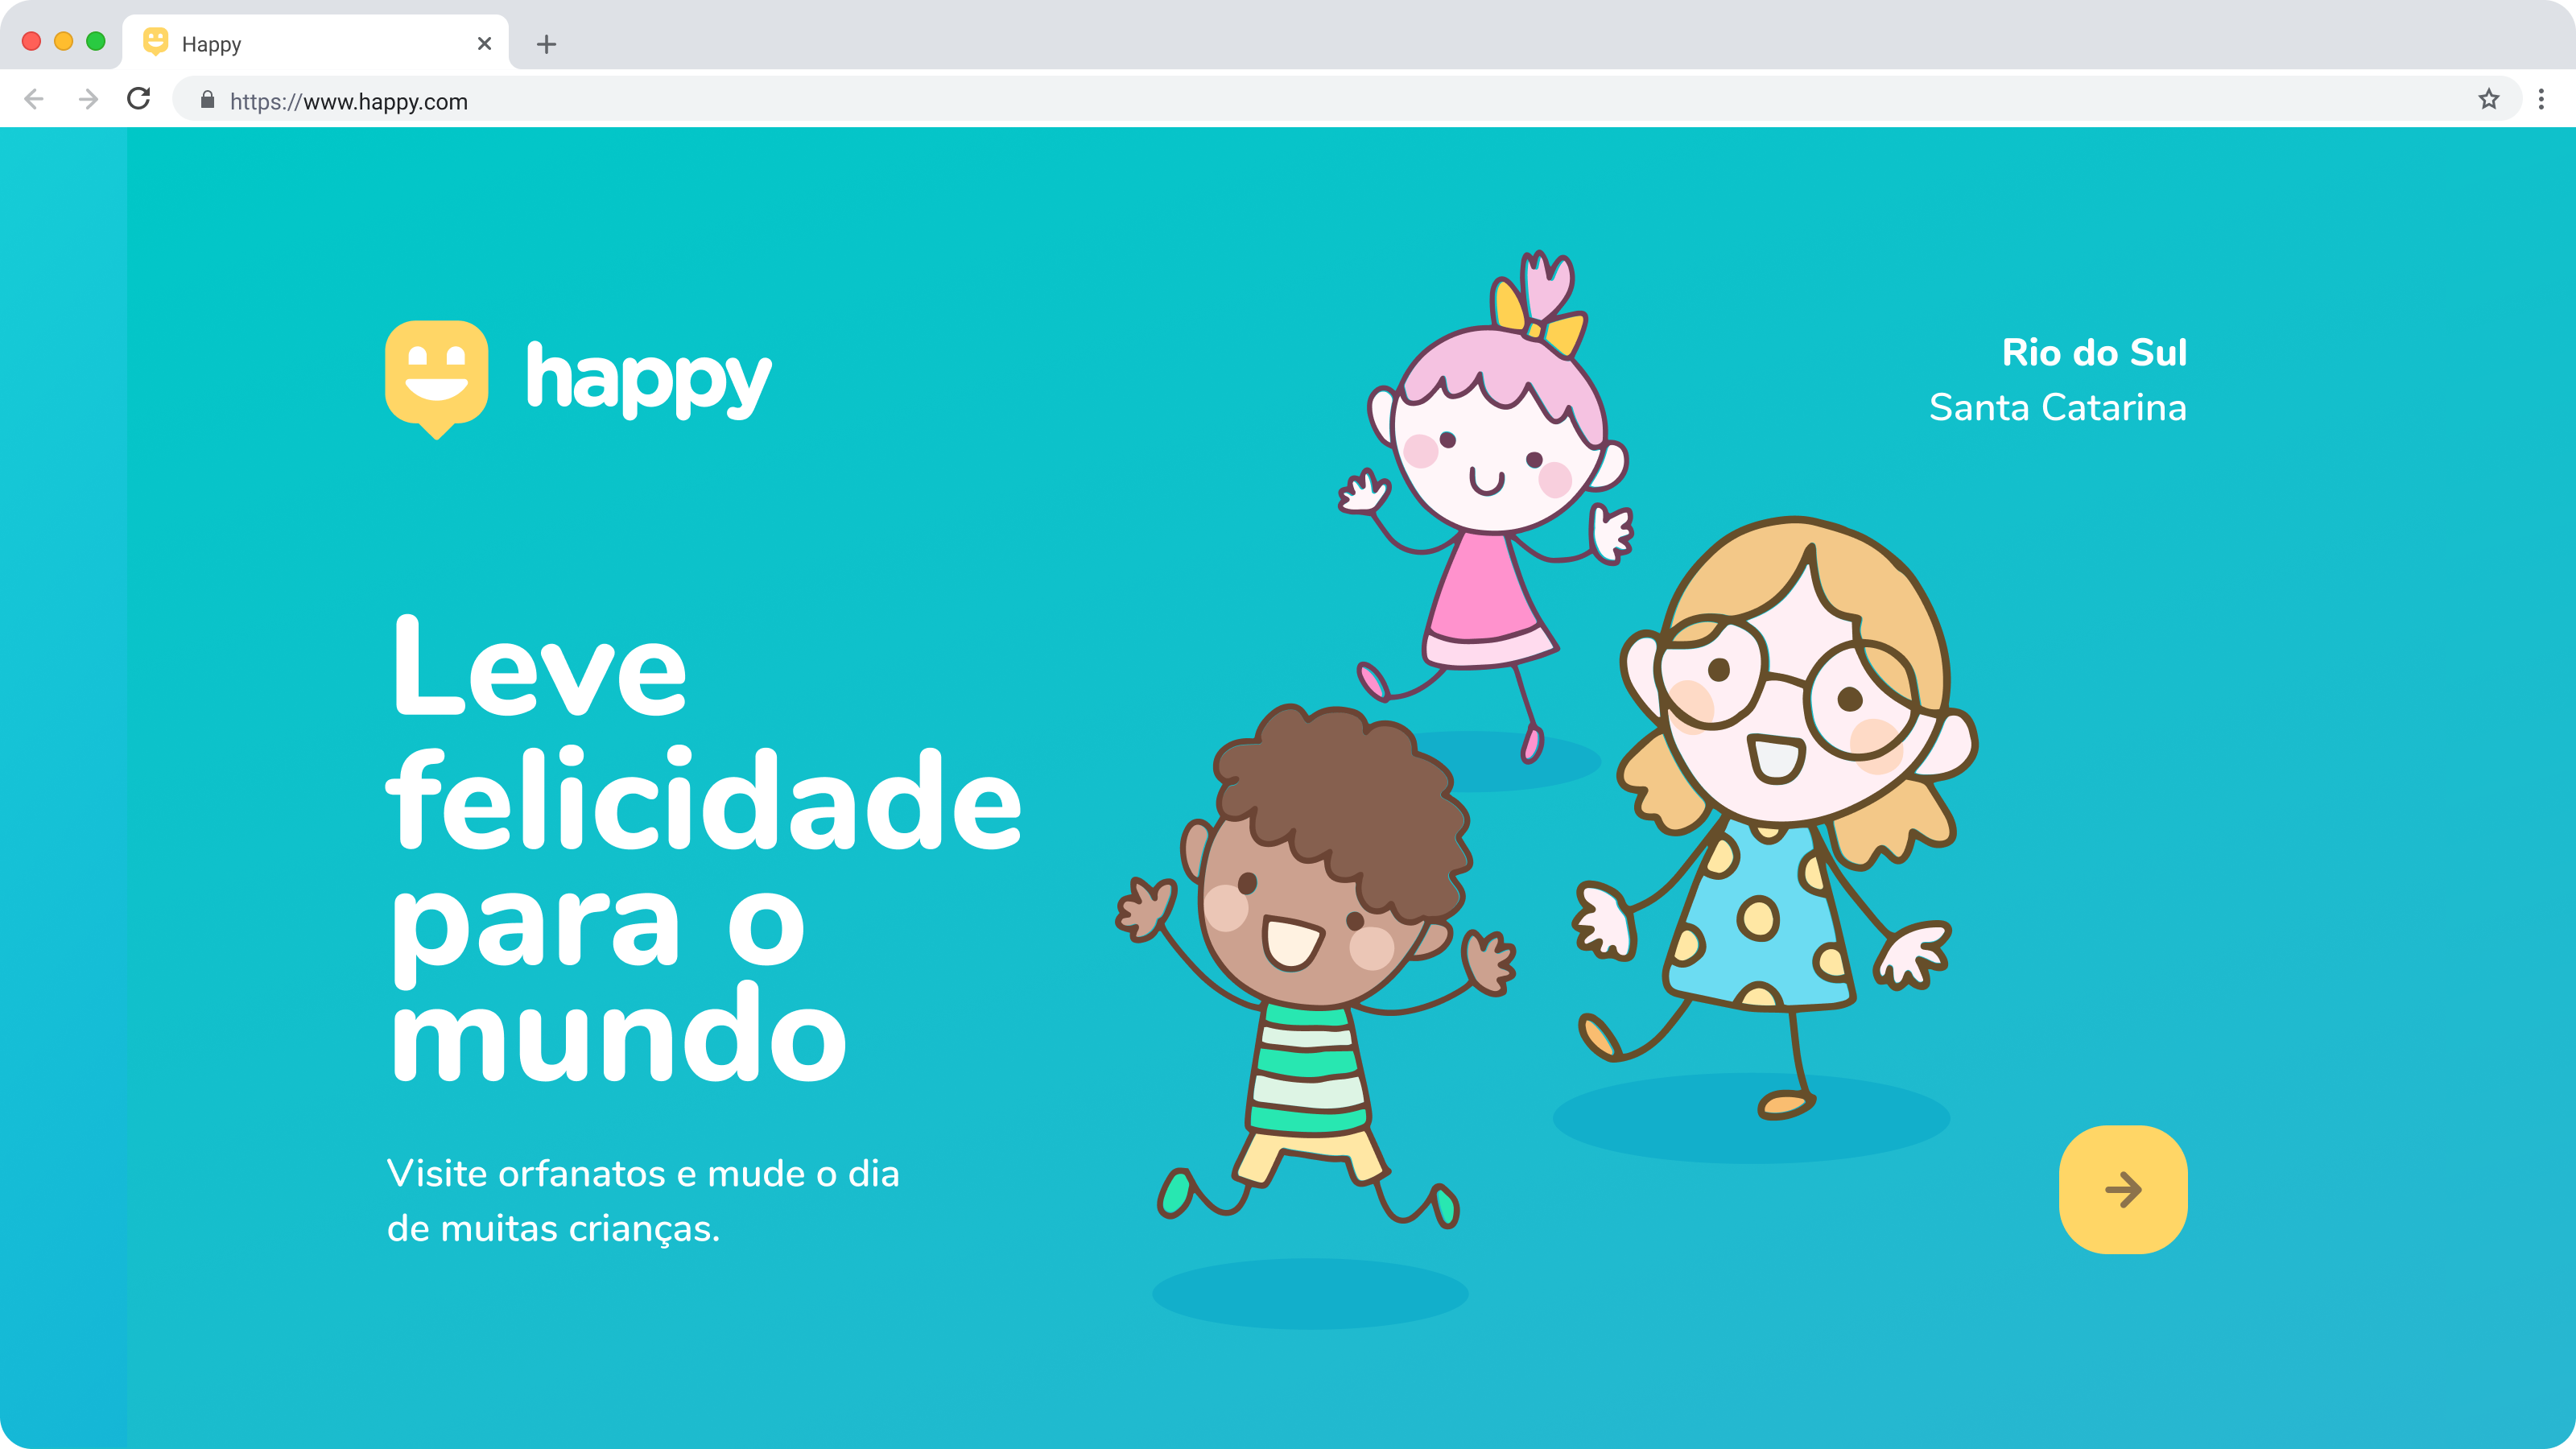 Happy
https://www.happy.com
happy
Rio do Sul
Santa Catarina
Leve
felicidade
para o
mundo
Visite orfanatos e mude o dia
de muitas crianças.